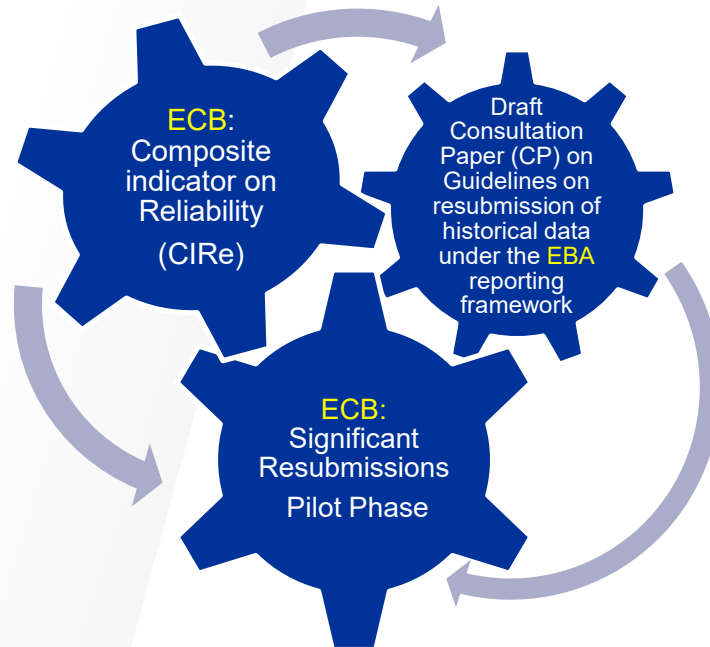 ECB:
Composite
indicator on
Reliability
(CIRe)
Draft
Consultation
Paper (CP) on
Guidelines on
resubmission of
historical data
under the EBA
reporting
framework
ECB:
Significant
Resubmissions
Pilot Phase